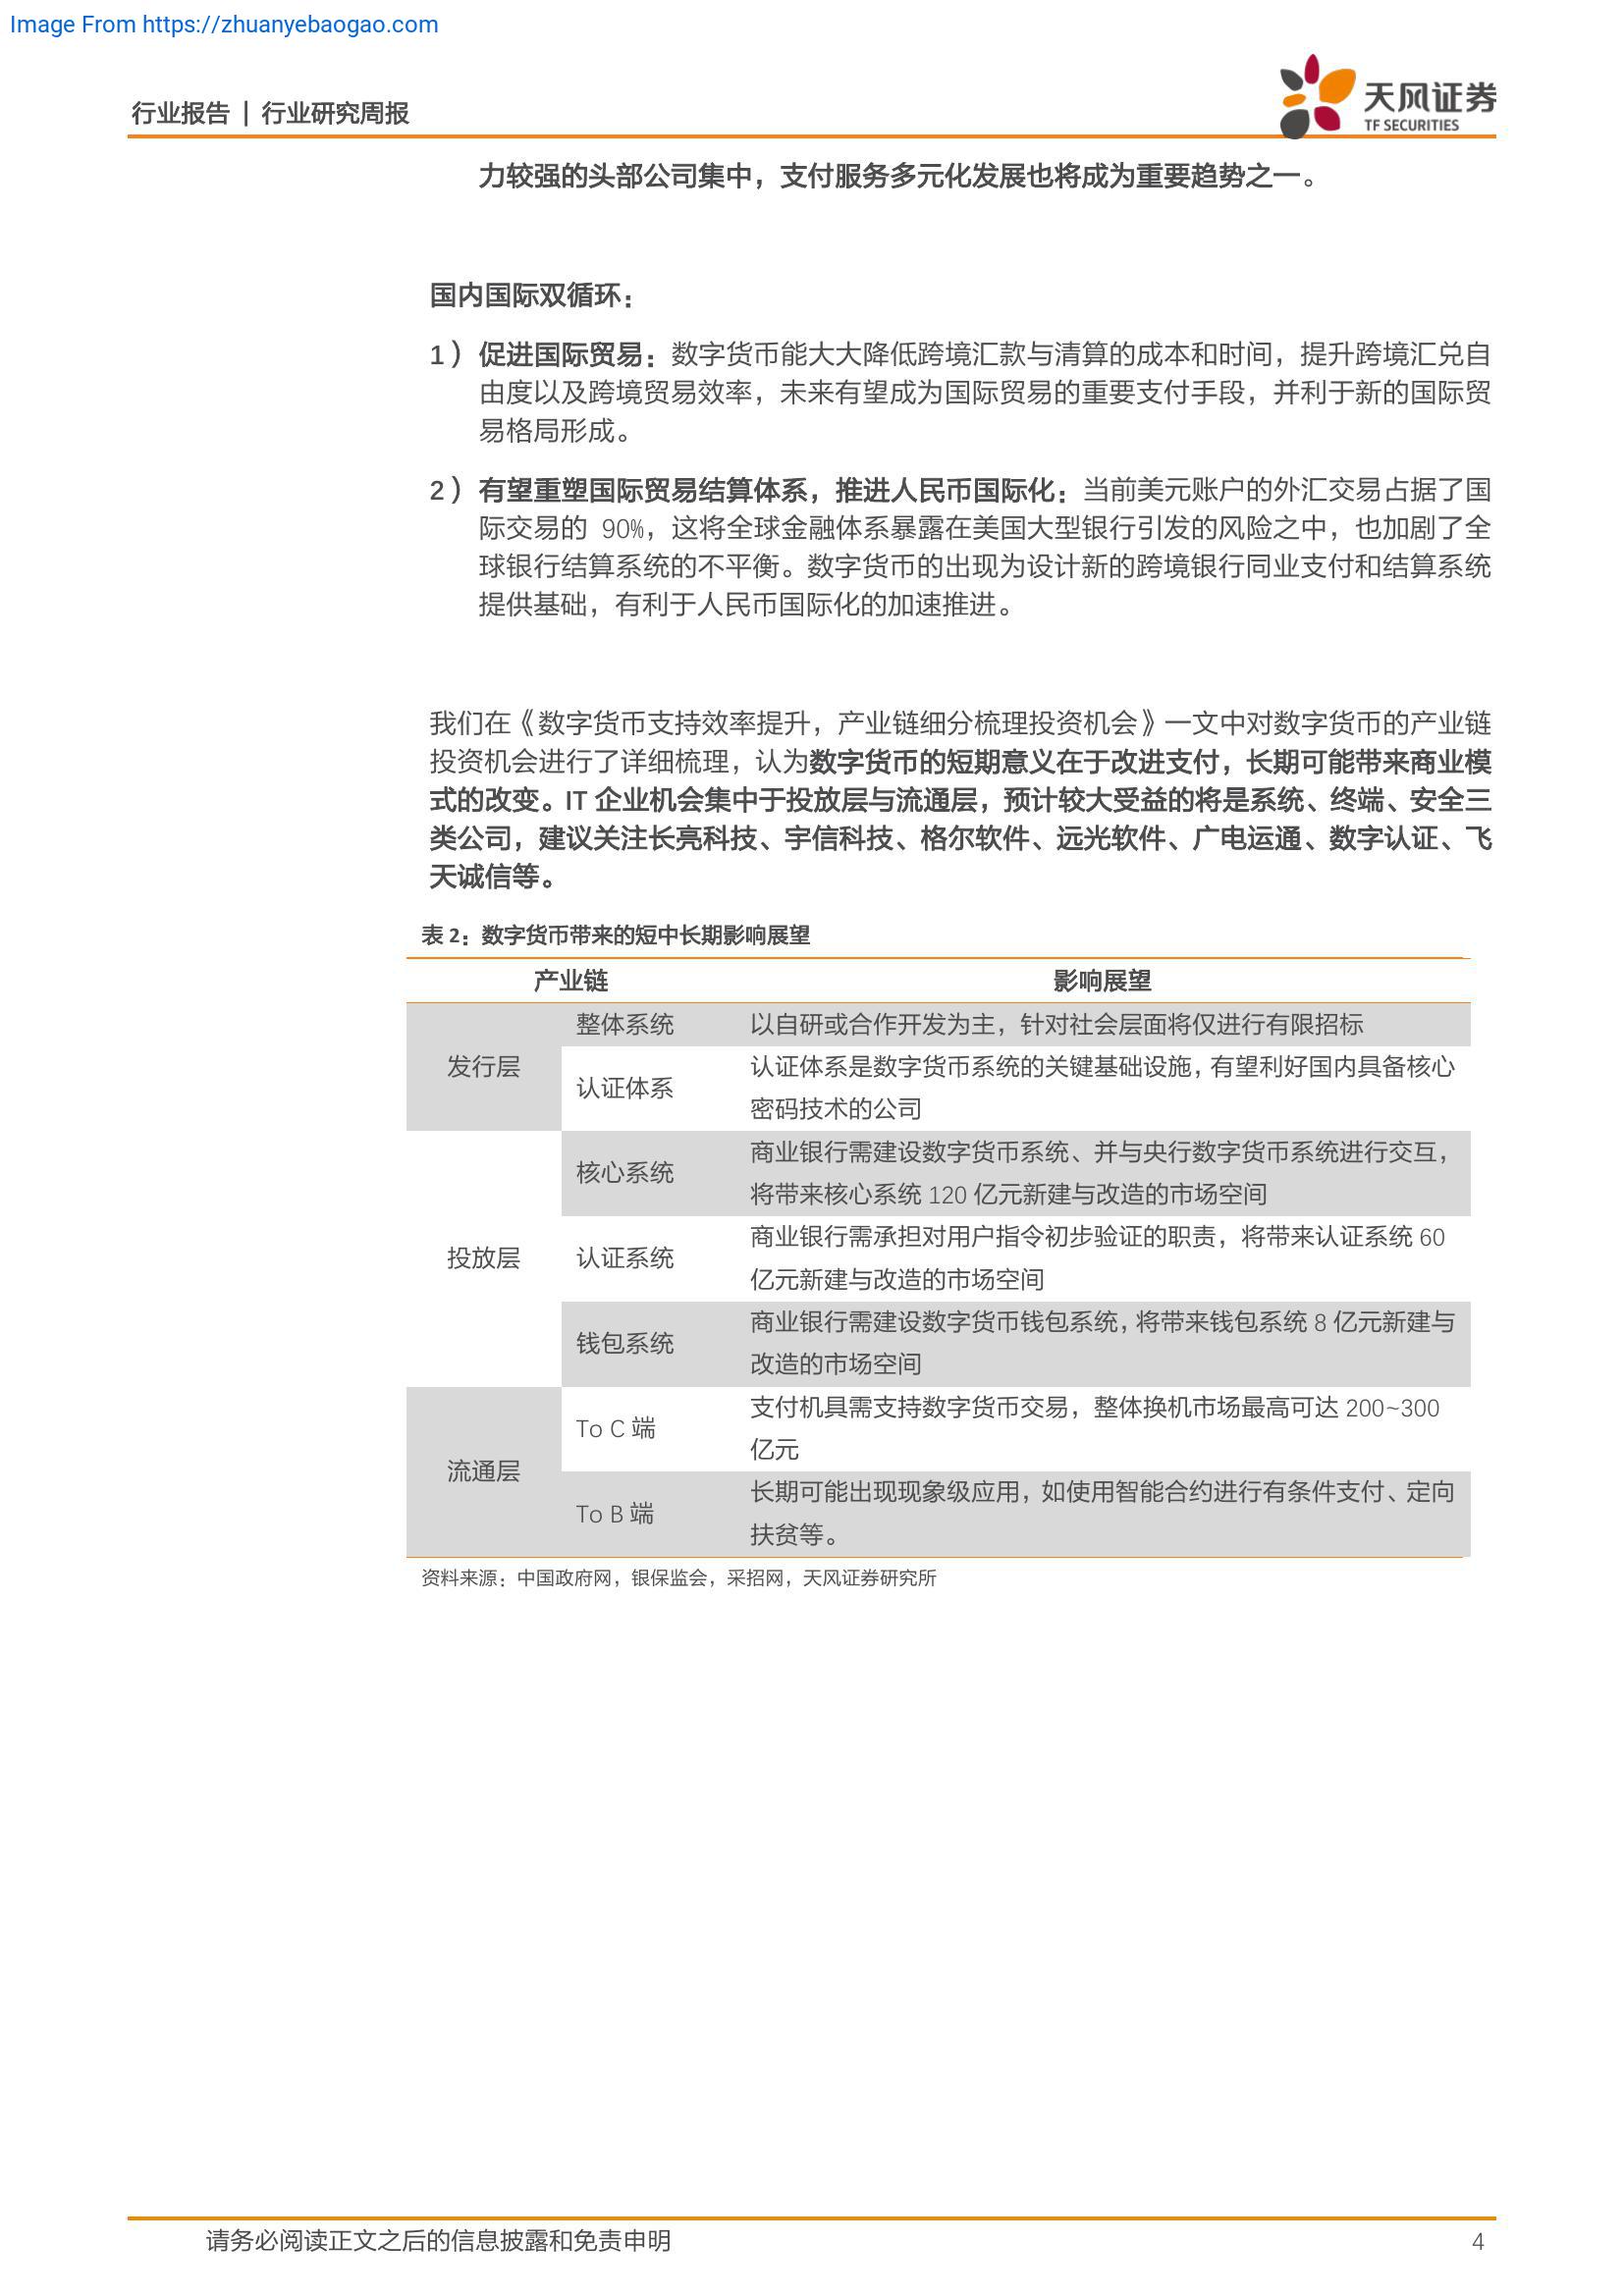 Image From https://zhuanyebaogao.com
行业报告 | 行业研究周报
天风证券
TF SECURITIES
力较强的头部公司集中，支付服务多元化发展也将成为重要趋势之一。
国内国际双循环：
1）促进国际贸易：数字货币能大大降低跨境汇款与清算的成本和时间，提升跨境汇兑自
由度以及跨境贸易效率，未来有望成为国际贸易的重要支付手段，并利于新的国际贸
易格局形成。
2）有望重塑国际贸易结算体系，推进人民币国际化：当前美元账户的外汇交易占据了国
际交易的 90%，这将全球金融体系暴露在美国大型银行引发的风险之中，也加剧了全
球银行结算系统的不平衡。数字货币的出现为设计新的跨境银行同业支付和结算系统
提供基础，有利于人民币国际化的加速推进。
我们在《数字货币支持效率提升，产业链细分梳理投资机会》一文中对数字货币的产业链
投资机会进行了详细梳理，认为数字货币的短期意义在于改进支付，长期可能带来商业模
式的改变。IT 企业机会集中于投放层与流通层，预计较大受益的将是系统、终端、安全三
类公司，建议关注长亮科技、宇信科技、格尔软件、远光软件、广电运通、数字认证、飞
天诚信等。
表 2：数字货币带来的短中长期影响展望
产业链 影响展望
发行层
整体系统 以自研或合作开发为主，针对社会层面将仅进行有限招标
认证体系 认证体系是数字货币系统的关键基础设施，有望利好国内具备核心
密码技术的公司
投放层
核心系统 商业银行需建设数字货币系统、并与央行数字货币系统进行交互，
将带来核心系统 120 亿元新建与改造的市场空间
认证系统 商业银行需承担对用户指令初步验证的职责，将带来认证系统 60
亿元新建与改造的市场空间
钱包系统 商业银行需建设数字货币钱包系统，将带来钱包系统 8 亿元新建与
改造的市场空间
流通层
To C 端 支付机具需支持数字货币交易，整体换机市场最高可达 200~300
亿元
To B 端 长期可能出现现象级应用，如使用智能合约进行有条件支付、定向
扶贫等。
资料来源：中国政府网，银保监会，采招网，天风证券研究所
请务必阅读正文之后的信息披露和免责申明 4